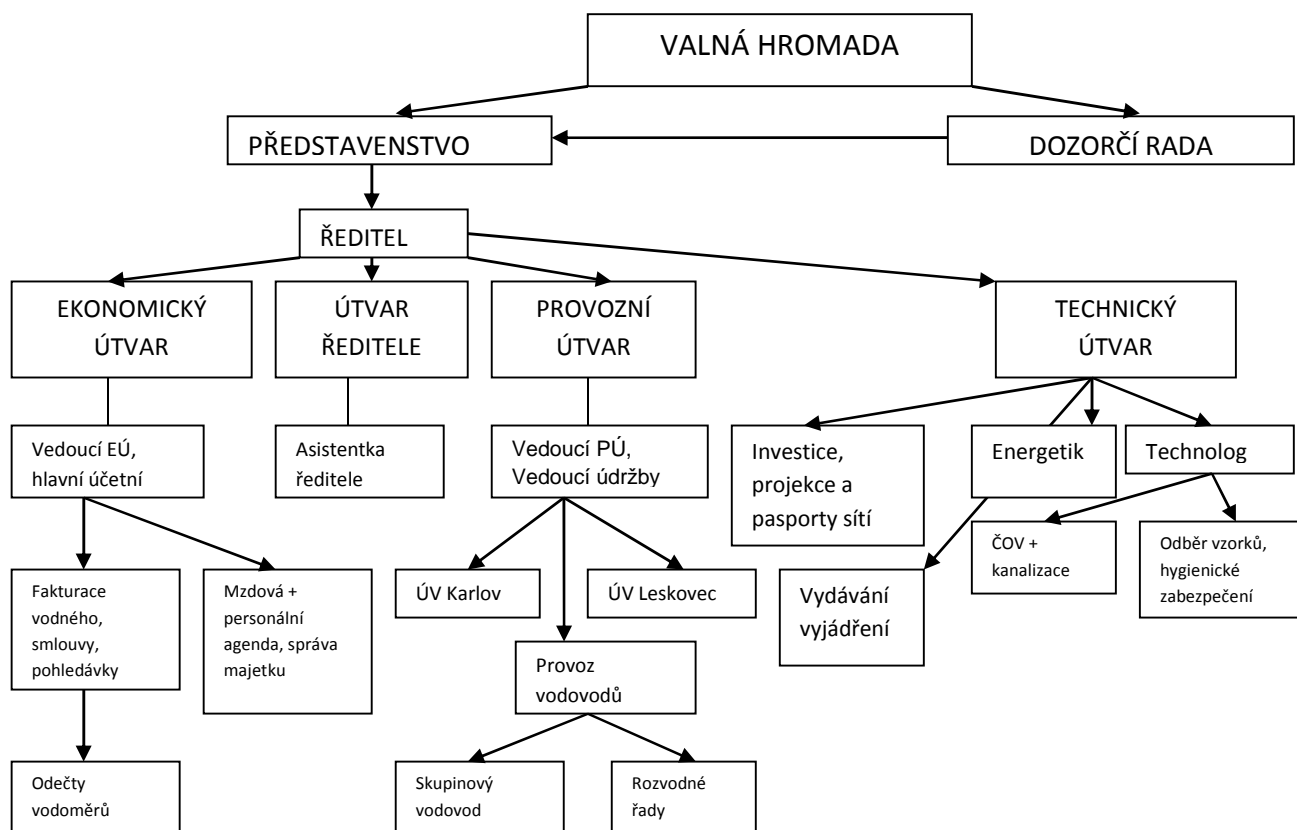 VALNÁ HROMADA
PŘEDSTAVENSTVO
DOZORČÍ RADA
ŘEDITEL
EKONOMICKÝ
ÚTVAR
ÚTVAR
ŘEDITELE
PROVOZNÍ
ÚTVAR
TECHNICKÝ
ÚTVAR
Vedoucí EÚ,
hlavní účetní
Asistentka
ředitele
Vedoucí PÚ,
Vedoucí údržby
Investice,
projekce a
pasporty sítí
Energetik
Technolog
ČOV +
kanalizace
Odběr vzorků,
hygienické
zabezpečení
Fakturace
vodného,
smlouvy,
pohledávky
Mzdová +
personální
agenda, správa
majetku
ÚV Karlov
ÚV Leskovec
Vydávání
vyjádření
Provoz
vodovodů
Odečty
vodoměrů
Skupinový
vodovod
Rozvodné
řady